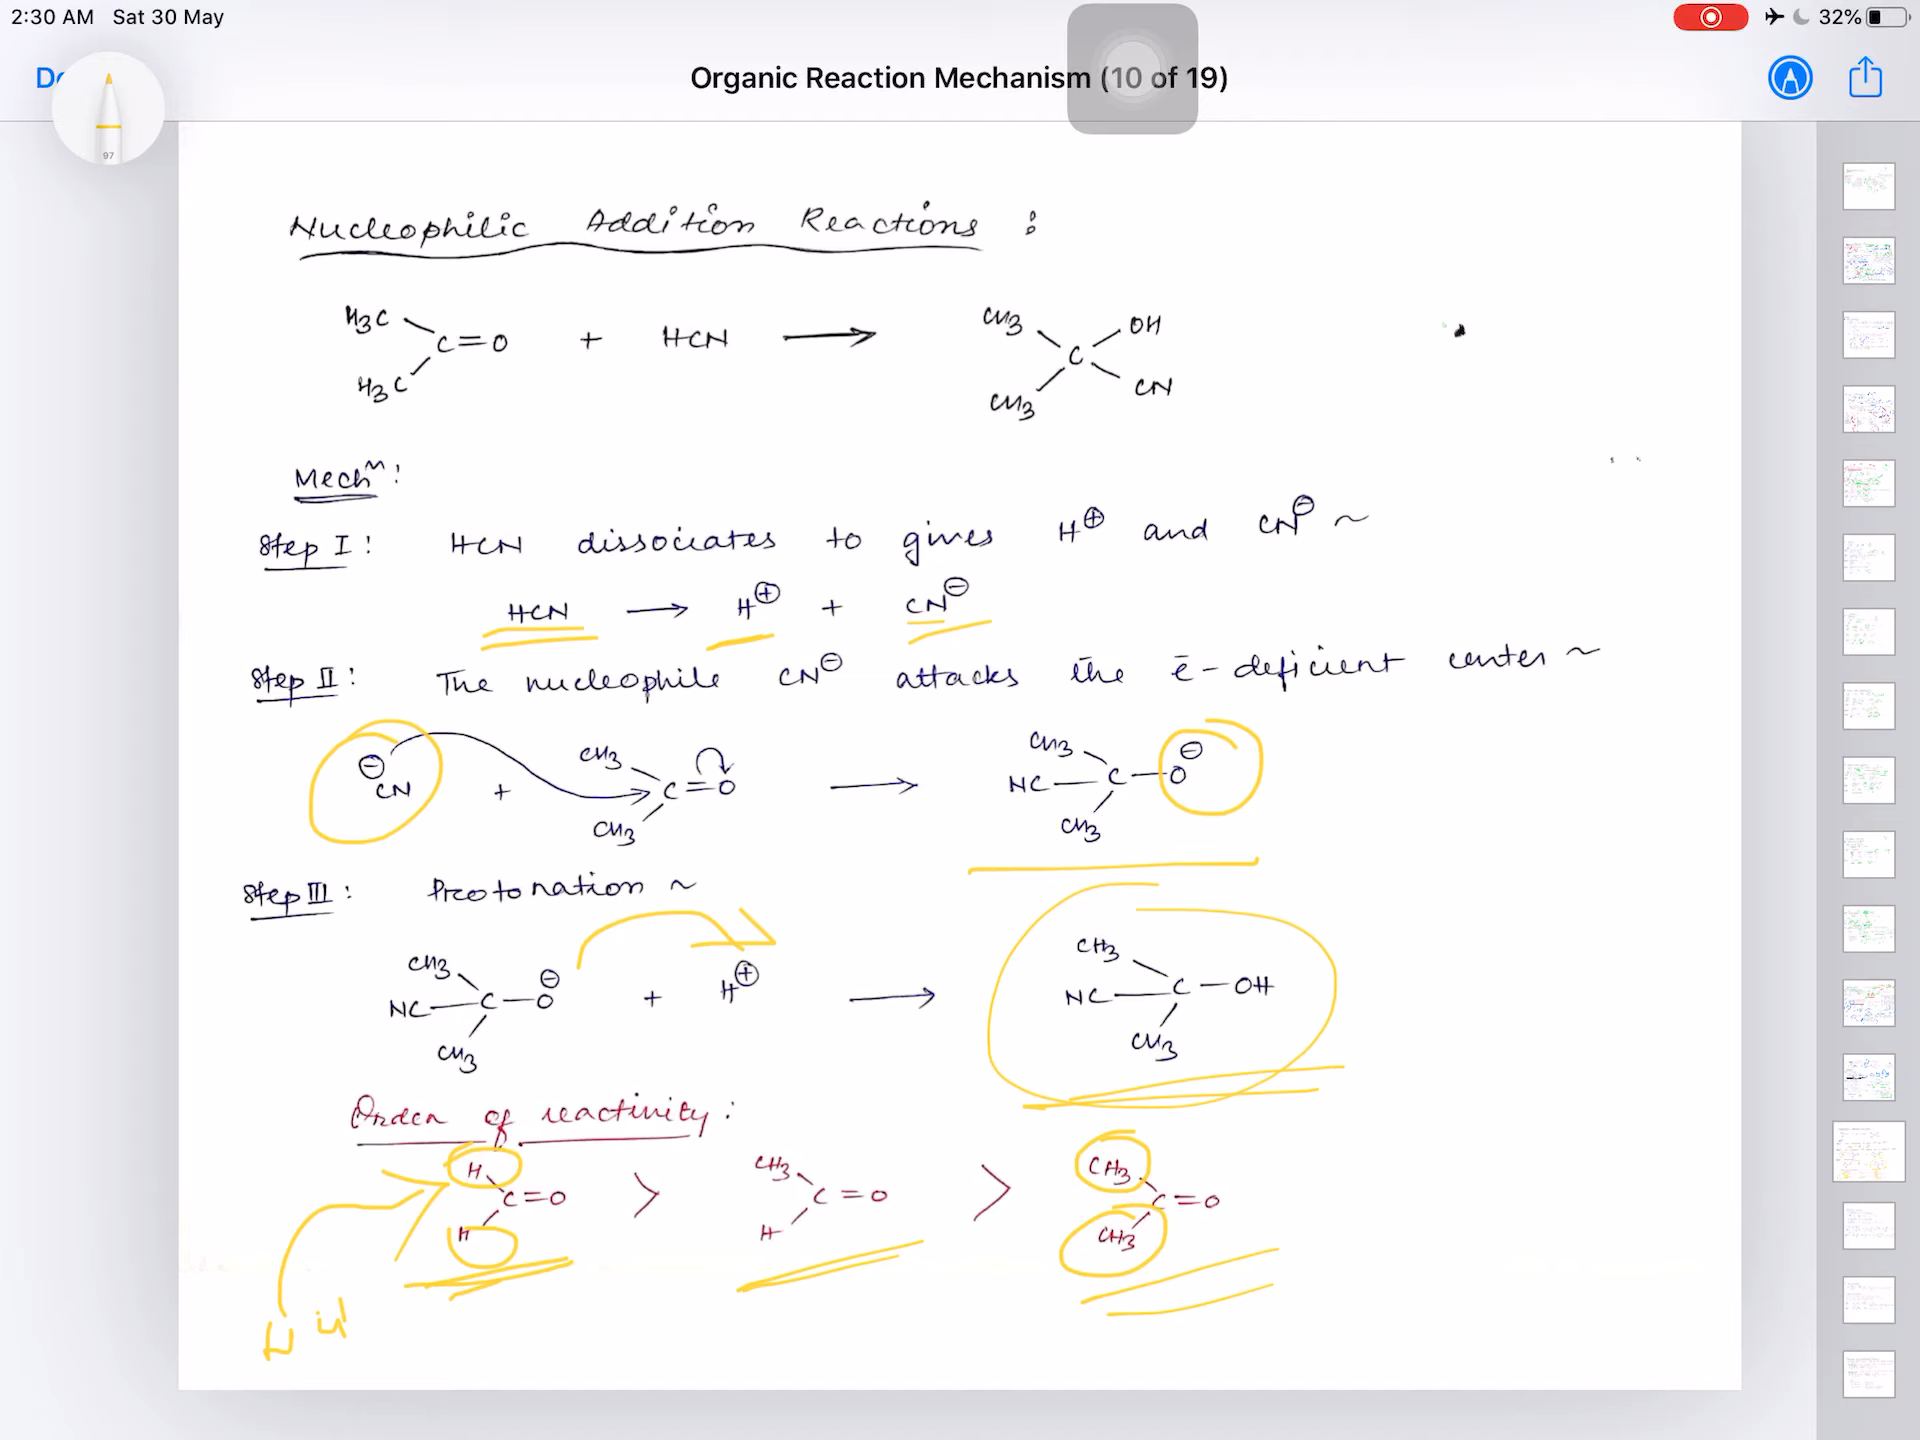 2:30 AM Sat 30 May
32%
Organic Reaction Mechanism (10 of 19)
97
Nucleophilic Addition Reactions :
H3C
C=O + HCN ⟶
H3C
CH3 OH
C
CH3 CN
Mechⁿ :
Step I : HCN dissociates to gives H⊕ and CN⊖ ~
HCN ⟶ H⊕ + CN⊖
Step II : The nucleophile CN⊖ attacks the ē-deficient center ~
⊖CN + CH3 C=O CH3 ⟶ CH3 NC—C—O⊖ CH3
Step III : Protonation ~
CH3 NC—C—O⊖ CH3 + H⊕ ⟶ CH3 NC—C—OH CH3
Order of reactivity :
H C=O H > CH3 C=O H > CH3 C=O CH3